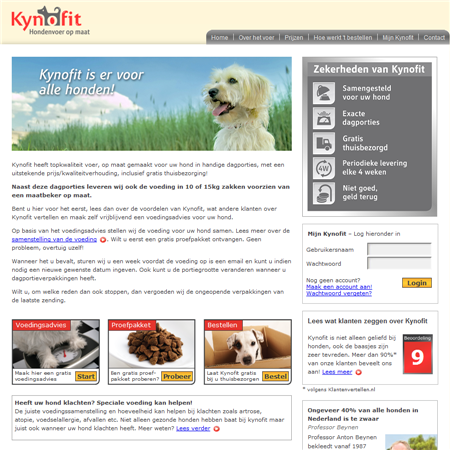 Kynofit
Hondenvoer op maat
Home | Over het voer | Prijzen | Hoe werkt t bestellen | Mijn Kynofit | Contact
Kynofit is er voor
alle honden!
Kynofit heeft topkwaliteit voer, op maat gemaakt voor uw hond in handige dagporties, met een
uitstekende prijs/kwaliteitverhouding, inclusief gratis thuisbezorging!
Naast deze dagporties leveren wij ook de voeding in 10 of 15kg zakken voorzien van
een maatbeker op maat.
Bent u hier voor het eerst, lees dan over de voordelen van Kynofit, wat andere klanten over
Kynofit vertellen en maak zelf vrijblijvend een voedingsadvies voor uw hond.
Op basis van het voedingsadvies stellen wij de voeding voor uw hond samen. Lees meer over de
samenstelling van de voeding. Wilt u eerst een gratis proefpakket ontvangen. Geen
probleem, overtuig uzelf!
Wanneer het u bevalt, sturen wij u een week voordat de voeding op is een email en kunt u indien
nodig een nieuwe gewenste datum ingeven. Ook kunt u de portiegrootte veranderen wanneer u
dagportieverpakkingen heeft.
Wilt u, om welke reden dan ook stoppen, dan vergoeden wij de ongeopende verpakkingen van
de laatste zending.
Voedingsadvies
Maak hier een gratis
voedingsadvies
Start
Proefpakket
Een gratis proef-
pakket proberen?
Probeer
Bestellen
Laat Kynofit gratis
bij u thuisbezorgen
Bestel
Heeft uw hond klachten? Speciale voeding kan helpen!
De juiste voedingssamenstelling en hoeveelheid kan helpen bij klachten zoals artrose,
atopie, voedselallergie, afvallen etc. Niet alleen gezonde honden hebben baat bij kynofit maar
juist ook wanneer uw hond klachten heeft. Meer weten? Lees verder
Zekerheden van Kynofit
Samengesteld
voor uw hond
Exacte
dagporties
Gratis
thuisbezorgd
4W
Periodieke levering
elke 4 weken
Niet goed,
geld terug
Mijn Kynofit – Log hieronder in
Gebruikersnaam
Wachtwoord
Nog geen account?
Maak een account aan!
Wachtwoord vergeten?
Login
Lees wat klanten zeggen over Kynofit
Kynofit is niet alleen geliefd bij
honden, ook de baasjes zijn
zeer tevreden. Meer dan 90%*
van onze klanten beveelt ons
aan! Lees meer
Beoordeling
9
* volgens Klantenvertellen.nl
Ongeveer 40% van alle honden in
Nederland is te zwaar
Professor Beynen
Professor Anton Beynen
bekleedt vanaf 1987